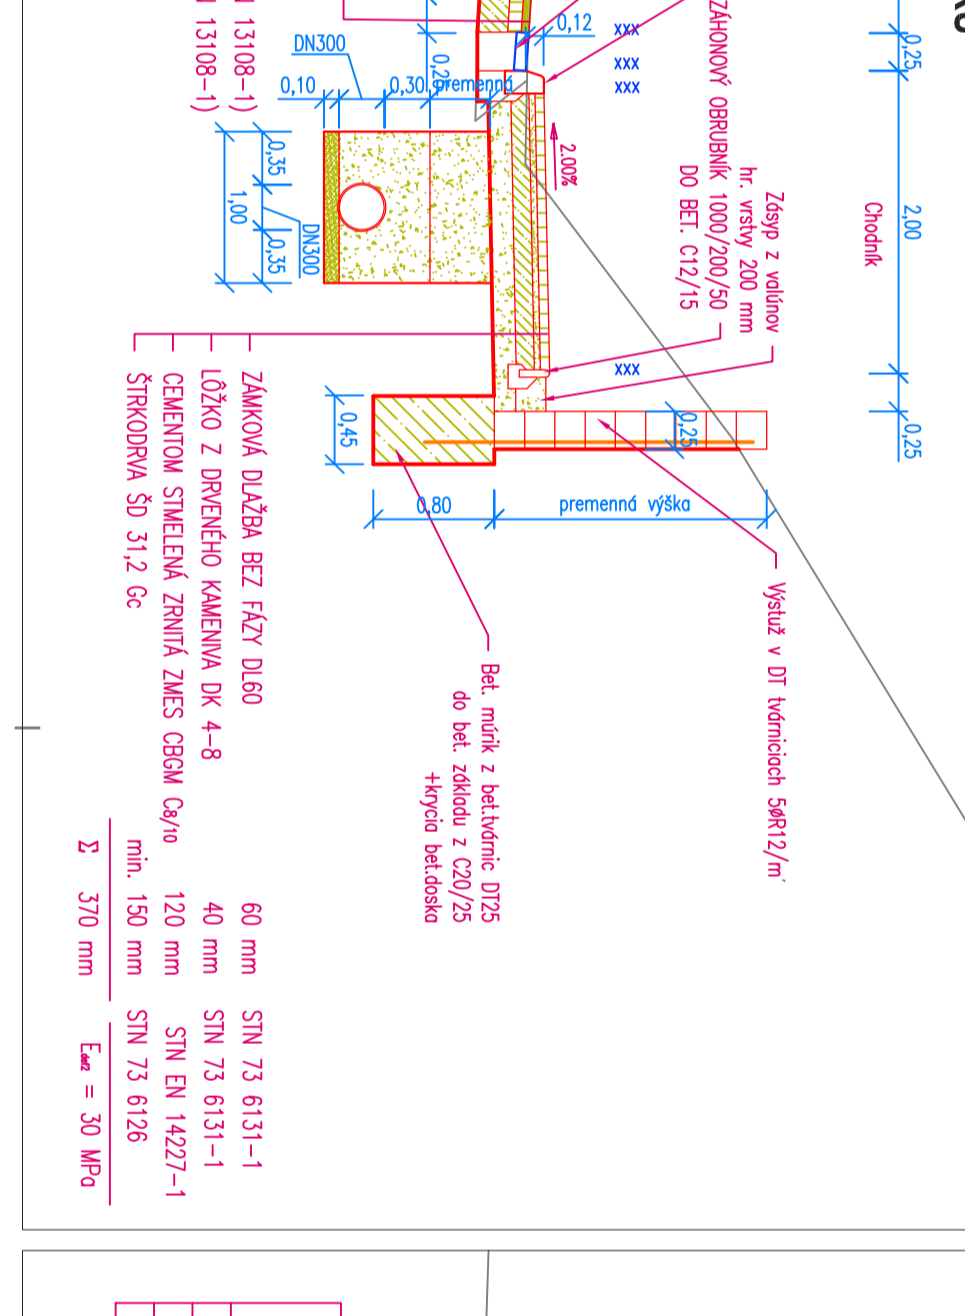 0,25
2,00
0,25
Chodník
Zásyp z valúnov
hr. vrstvy 200 mm
ZÁHONOVÝ OBRUBNÍK 1000/200/50
DO BET. C12/15
xxx
xxx
xxx
xxx
0,12
2.00%
DN300
0,10
0,30
premenná
13108-1)
13108-1)
0,35
0,35
DN300
1,00
0,25
0,45
0,80
premenná výška
Výstuž v DT tvárniciach 5øR12/m´
Bet. múrik z bet.tvárnic DT25
do bet. základu z C20/25
+krycia bet.doska
ZÁMKOVÁ DLAŽBA BEZ FÁZY DL60 60 mm STN 73 6131-1
LÔŽKO Z DRVENÉHO KAMENIVA DK 4-8 40 mm STN 73 6131-1
CEMENTOM STMELENÁ ZRNITÁ ZMES CBGM C8/10 120 mm STN EN 14227-1
ŠTRKODRVA ŠD 31,2 Gc min. 150 mm STN 73 6126
Σ 370 mm Edef2 = 30 MPa